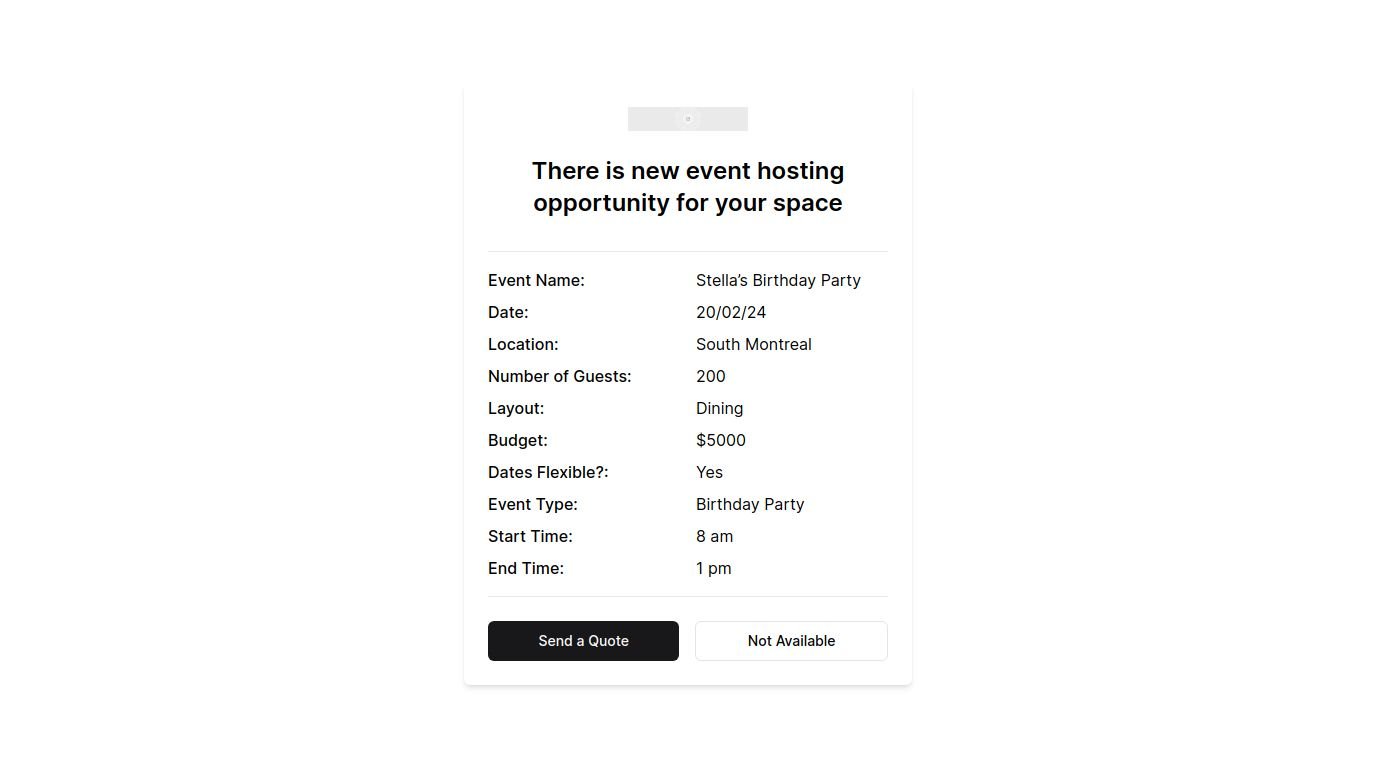 There is new event hosting
opportunity for your space
Event Name: Stella’s Birthday Party
Date: 20/02/24
Location: South Montreal
Number of Guests: 200
Layout: Dining
Budget: $5000
Dates Flexible?: Yes
Event Type: Birthday Party
Start Time: 8 am
End Time: 1 pm
Send a Quote Not Available